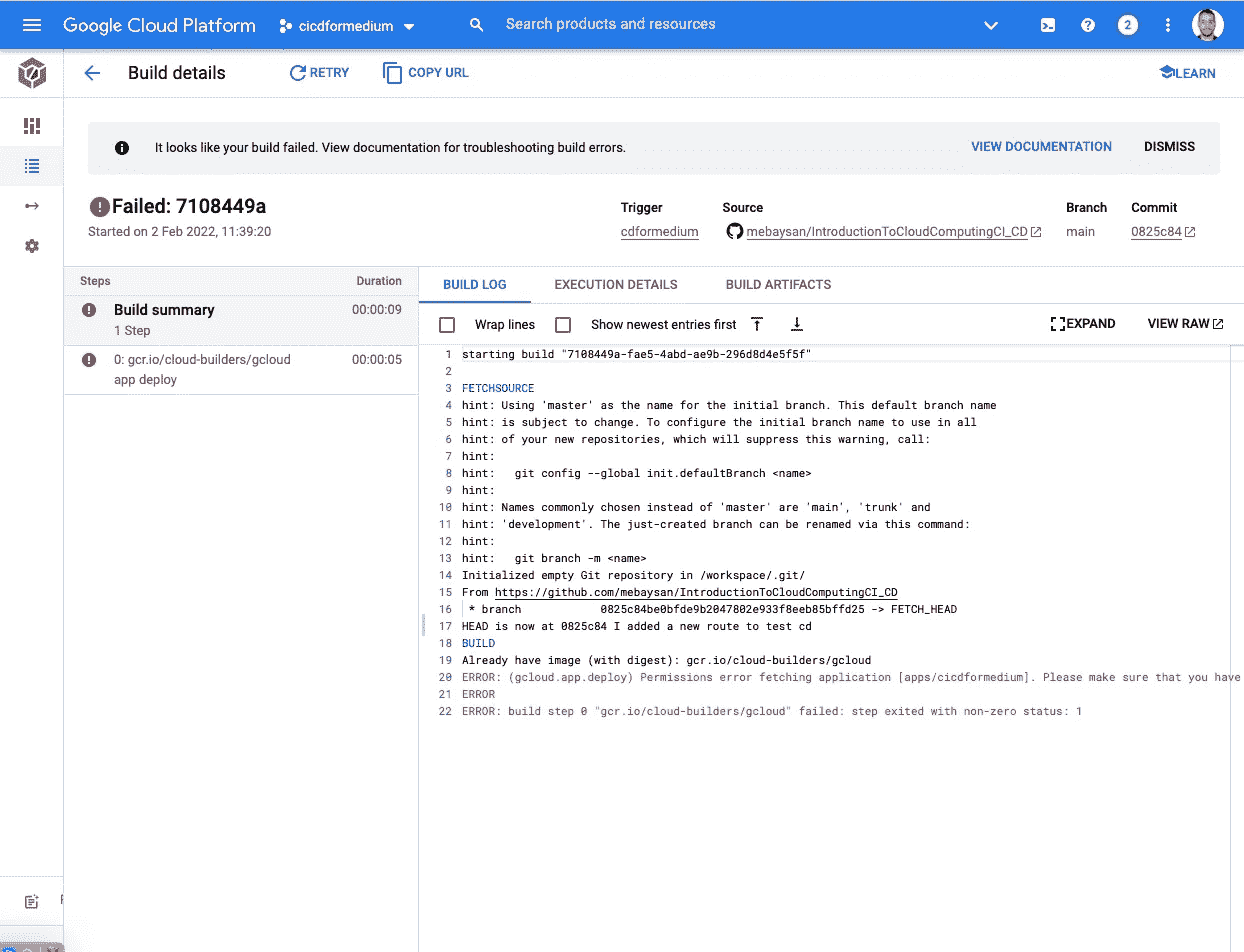 Google Cloud Platform
cicdformedium
Search products and resources
2
Build details
RETRY
COPY URL
LEARN
It looks like your build failed. View documentation for troubleshooting build errors.
VIEW DOCUMENTATION
DISMISS
Failed: 7108449a
Started on 2 Feb 2022, 11:39:20
Trigger
cdformedium
Source
mebaysan/IntroductionToCloudComputingCI_CD
Branch
main
Commit
0825c84
Steps Duration
Build summary 00:00:09
1 Step
0: gcr.io/cloud-builders/gcloud 00:00:05
app deploy
BUILD LOG EXECUTION DETAILS BUILD ARTIFACTS
Wrap lines Show newest entries first EXPAND VIEW RAW
1 starting build "7108449a-fae5-4abd-ae9b-296d8d4e5f5f"
2
3 FETCHSOURCE
4 hint: Using 'master' as the name for the initial branch. This default branch name
5 hint: is subject to change. To configure the initial branch name to use in all
6 hint: of your new repositories, which will suppress this warning, call:
7 hint:
8 hint:   git config --global init.defaultBranch <name>
9 hint:
10 hint: Names commonly chosen instead of 'master' are 'main', 'trunk' and
11 hint: 'development'. The just-created branch can be renamed via this command:
12 hint:
13 hint:   git branch -m <name>
14 Initialized empty Git repository in /workspace/.git/
15 From https://github.com/mebaysan/IntroductionToCloudComputingCI_CD
16  * branch            0825c84be0bfde9b2047802e933f8eeb85bffd25 -> FETCH_HEAD
17 HEAD is now at 0825c84 I added a new route to test cd
18 BUILD
19 Already have image (with digest): gcr.io/cloud-builders/gcloud
20 ERROR: (gcloud.app.deploy) Permissions error fetching application [apps/cicdformedium]. Please make sure that you have
21 ERROR
22 ERROR: build step 0 "gcr.io/cloud-builders/gcloud" failed: step exited with non-zero status: 1